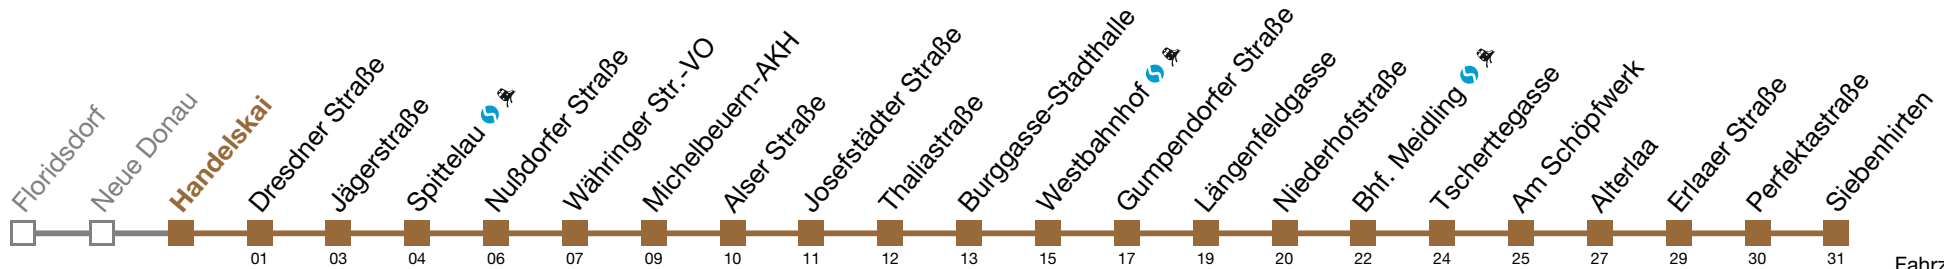 Floridsdorf
Neue Donau
Handelskai
Dresdner Straße
Jägerstraße
Spittelau
Nußdorfer Straße
Währinger Str.-VO
Michelbeuern-AKH
Alser Straße
Josefstädter Straße
Thaliastraße
Burggasse-Stadthalle
Westbahnhof
Gumpendorfer Straße
Längenfeldgasse
Niederhofstraße
Bhf. Meidling
Tscherttegasse
Am Schöpfwerk
Alterlaa
Erlaaer Straße
Perfektastraße
Siebenhirten
01 03 04 06 07 09 10 11 12 13 15 17 19 20 22 24 25 27 29 30 31